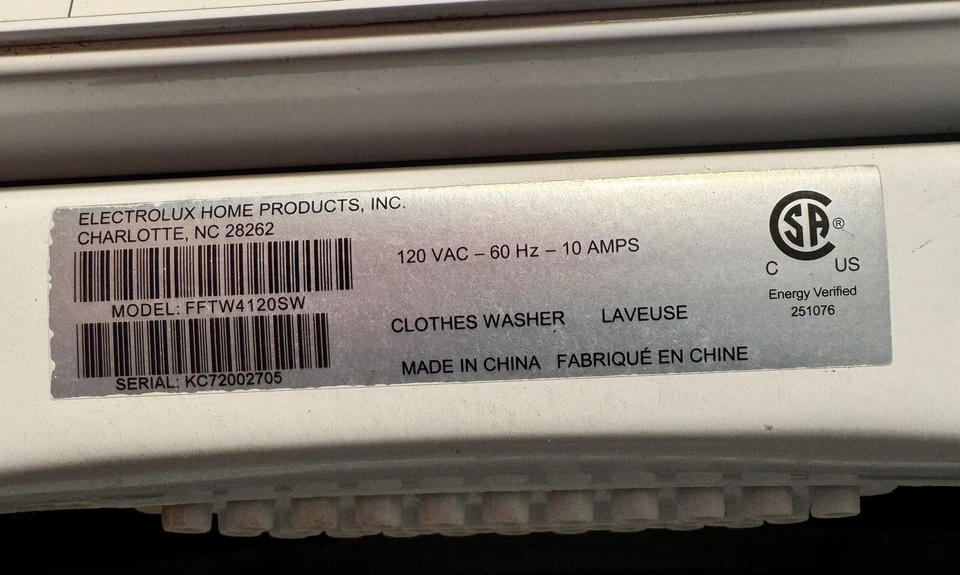 ELECTROLUX HOME PRODUCTS, INC.
CHARLOTTE, NC 28262
MODEL: FFTW4120SW
SERIAL: KC72002705
120 VAC – 60 Hz – 10 AMPS
CLOTHES WASHER LAVEUSE
MADE IN CHINA FABRIQUÉ EN CHINE
CSA ®
C US
Energy Verified
251076